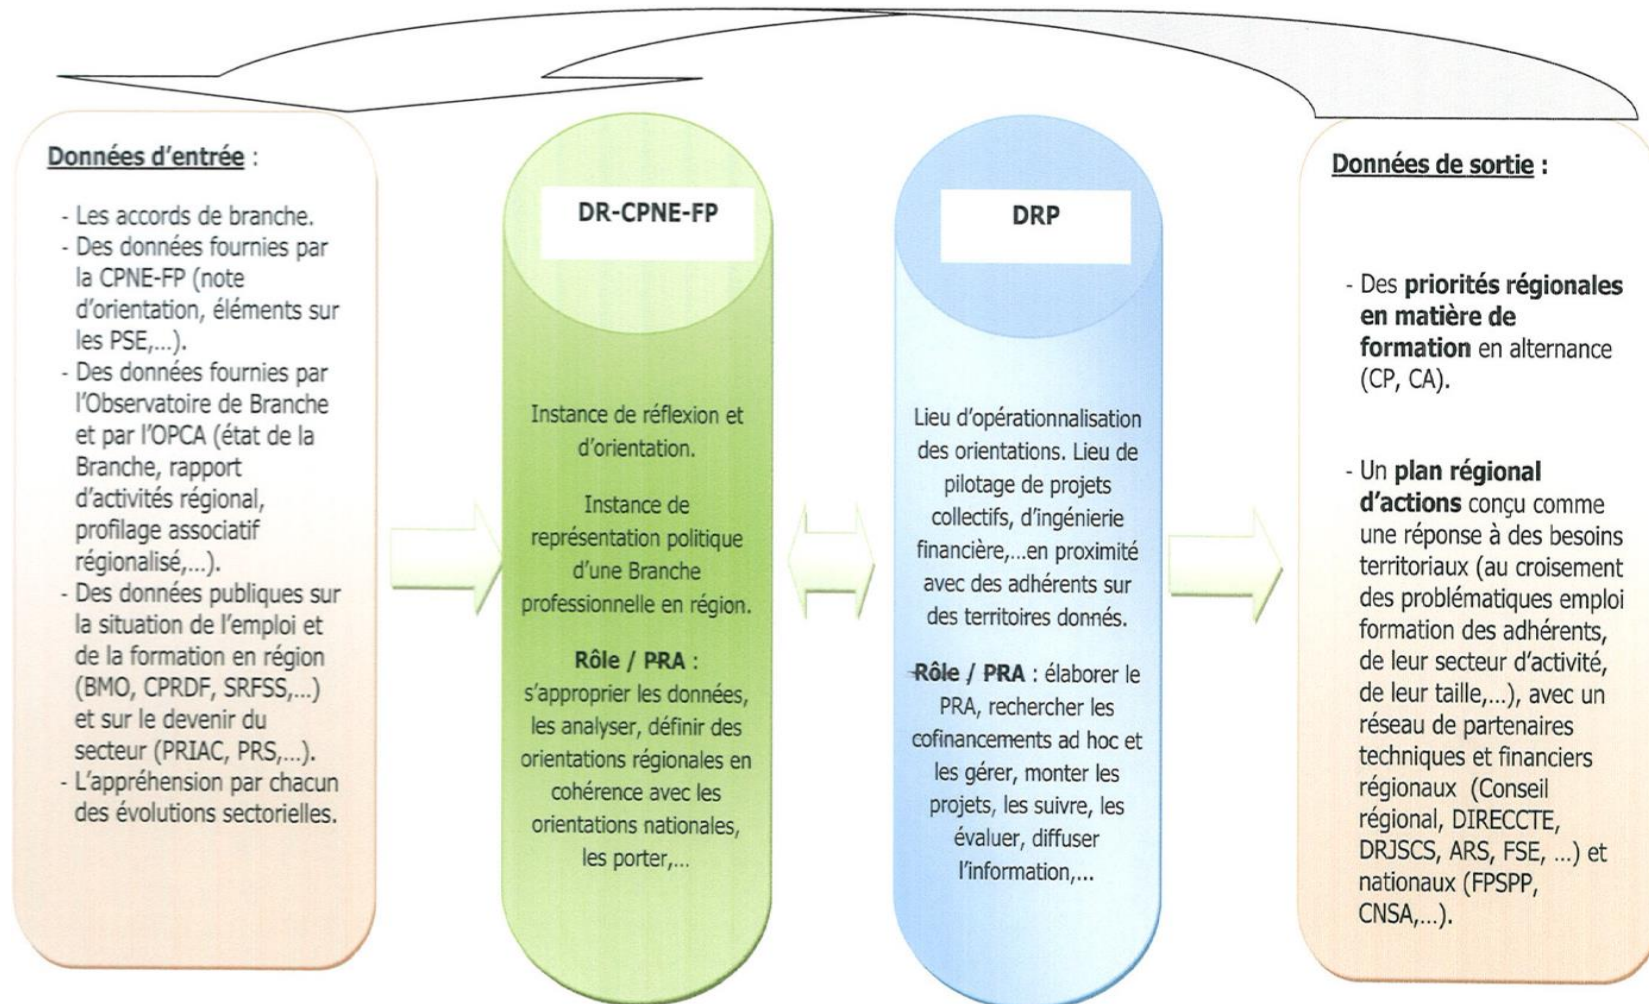 Données d'entrée :
- Les accords de branche.
- Des données fournies par
la CPNE-FP (note
d'orientation, éléments sur
les PSE,...).
- Des données fournies par
l'Observatoire de Branche
et par l'OPCA (état de la
Branche, rapport
d'activités régional,
profilage associatif
régionalisé,...).
- Des données publiques sur
la situation de l'emploi et
de la formation en région
(BMO, CPRDF, SRFSS,...)
et sur le devenir du
secteur (PRIAC, PRS,...).
- L'appréhension par chacun
des évolutions sectorielles.
DR-CPNE-FP
Instance de réflexion et
d'orientation.
Instance de
représentation politique
d'une Branche
professionnelle en région.
Rôle / PRA :
s'approprier les données,
les analyser, définir des
orientations régionales en
cohérence avec les
orientations nationales,
les porter,...
DRP
Lieu d'opérationnalisation
des orientations. Lieu de
pilotage de projets
collectifs, d'ingénierie
financière,...en proximité
avec des adhérents sur
des territoires donnés.
Rôle / PRA : élaborer le
PRA, rechercher les
cofinancements ad hoc et
les gérer, monter les
projets, les suivre, les
évaluer, diffuser
l'information,...
Données de sortie :
- Des priorités régionales
en matière de
formation en alternance
(CP, CA).
- Un plan régional
d'actions conçu comme
une réponse à des besoins
territoriaux (au croisement
des problématiques emploi
formation des adhérents,
de leur secteur d'activité,
de leur taille,...), avec un
réseau de partenaires
techniques et financiers
régionaux (Conseil
régional, DIRECCTE,
DRJSCS, ARS, FSE, ...) et
nationaux (FPSPP,
CNSA,...).